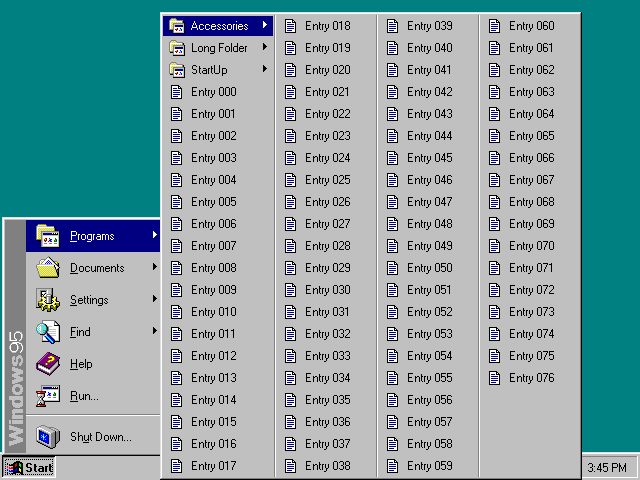 Accessories
Long Folder
StartUp
Entry 000
Entry 001
Entry 002
Entry 003
Entry 004
Entry 005
Entry 006
Entry 007
Entry 008
Entry 009
Entry 010
Entry 011
Entry 012
Entry 013
Entry 014
Entry 015
Entry 016
Entry 017
Entry 018
Entry 019
Entry 020
Entry 021
Entry 022
Entry 023
Entry 024
Entry 025
Entry 026
Entry 027
Entry 028
Entry 029
Entry 030
Entry 031
Entry 032
Entry 033
Entry 034
Entry 035
Entry 036
Entry 037
Entry 038
Entry 039
Entry 040
Entry 041
Entry 042
Entry 043
Entry 044
Entry 045
Entry 046
Entry 047
Entry 048
Entry 049
Entry 050
Entry 051
Entry 052
Entry 053
Entry 054
Entry 055
Entry 056
Entry 057
Entry 058
Entry 059
Entry 060
Entry 061
Entry 062
Entry 063
Entry 064
Entry 065
Entry 066
Entry 067
Entry 068
Entry 069
Entry 070
Entry 071
Entry 072
Entry 073
Entry 074
Entry 075
Entry 076
Programs
Documents
Settings
Find
Help
Run...
Shut Down...
Windows95
Start
3:45 PM